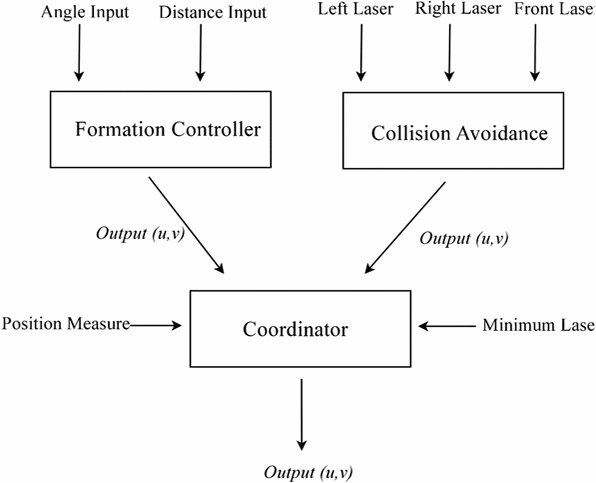 Angle Input
Distance Input
Left Laser
Right Laser
Front Laser
Formation Controller
Collision Avoidance
Output (u,v)
Output (u,v)
Position Measure
Coordinator
Minimum Lase
Output (u,v)